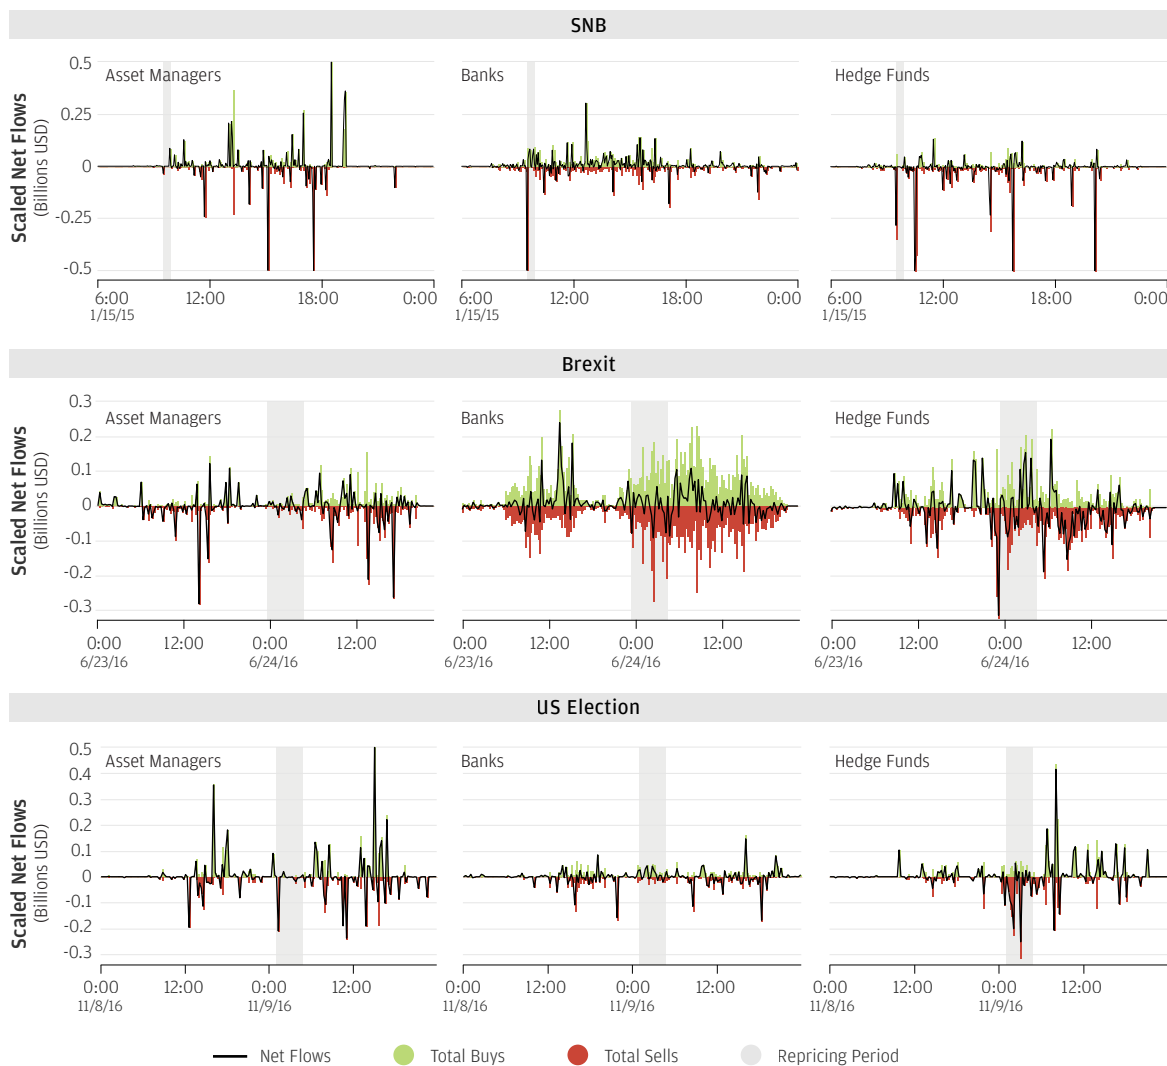 SNB
Scaled Net Flows
(Billions USD)
Asset Managers
Banks
Hedge Funds
0.5
0.25
0
-0.25
-0.5
6:00 12:00 18:00 0:00 6:00 12:00 18:00 0:00 6:00 12:00 18:00 0:00
1/15/15 1/15/15 1/15/15
Brexit
Scaled Net Flows
(Billions USD)
Asset Managers
Banks
Hedge Funds
0.3
0.2
0.1
0
-0.1
-0.2
-0.3
0:00 12:00 0:00 12:00 0:00 12:00 0:00 12:00 0:00 12:00 0:00 12:00
6/23/16 6/24/16 6/23/16 6/24/16 6/23/16 6/24/16
US Election
Scaled Net Flows
(Billions USD)
Asset Managers
Banks
Hedge Funds
0.5
0.4
0.3
0.2
0.1
0
-0.1
-0.2
-0.3
0:00 12:00 0:00 12:00 0:00 12:00 0:00 12:00 0:00 12:00 0:00 12:00
11/8/16 11/9/16 11/8/16 11/9/16 11/8/16 11/9/16
Net Flows Total Buys Total Sells Repricing Period